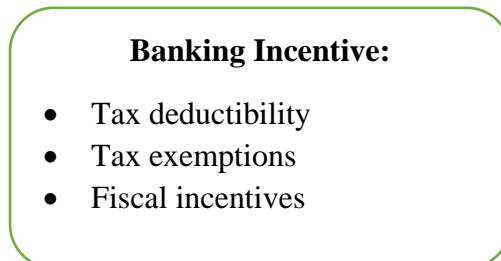 Banking Incentive:
• Tax deductibility
• Tax exemptions
• Fiscal incentives